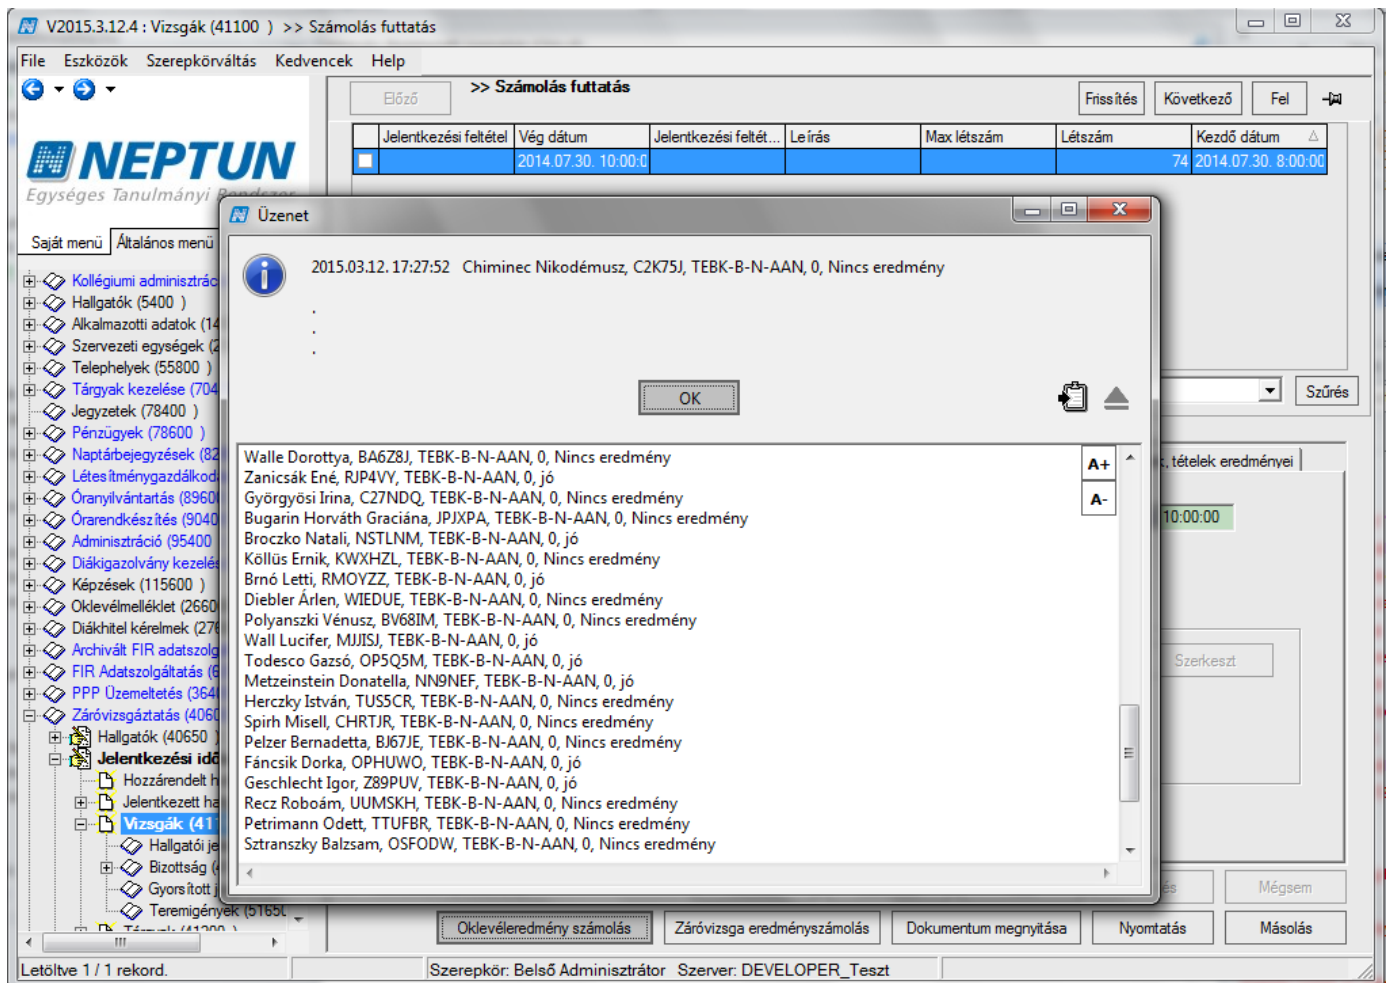 V2015.3.12.4 : Vizsgák (41100 ) >> Számolás futtatás
File Eszközök Szerepkörváltás Kedvencek Help
Előző
>> Számolás futtatás
Frissítés
Következő
Fel
Jelentkezési feltétel Vég dátum Jelentkezési feltét... Leírás Max létszám Létszám Kezdő dátum
2014.07.30. 10:00:0 74 2014.07.30. 8:00:00
NEPTUN
Egységes Tanulmányi Rendszer
Saját menü Általános menü
Kollégiumi adminisztrác
Hallgatók (5400 )
Alkalmazotti adatok (14
Szervezeti egységek (2
Telephelyek (55800 )
Tárgyak kezelése (704
Jegyzetek (78400 )
Pénzügyek (78600 )
Naptárbejegyzések (82
Létesítménygazdálkod
Óranyilvántartás (8960
Órarendkészítés (9040
Adminisztráció (95400
Diákigazolvány kezelés
Képzések (115600 )
Oklevélmelléklet (2660
Diákhitel kérelmek (276
Archivált FIR adatszolg
FIR Adatszolgáltatás (6
PPP Üzemeltetés (364
Záróvizsgáztatás (4060
Hallgatók (40650 )
Jelentkezési idő
Hozzárendelt h
Jelentkezett ha
Vizsgák (411
Hallgatói je
Bizottság (
Gyorsított j
Teremigények (51650
Tárgyak (41200 )
Üzenet
2015.03.12. 17:27:52 Chiminec Nikodémusz, C2K75J, TEBK-B-N-AAN, 0, Nincs eredmény
.
.
.
OK
Walle Dorottya, BA6Z8J, TEBK-B-N-AAN, 0, Nincs eredmény
Zanicsák Ené, RJP4VY, TEBK-B-N-AAN, 0, jó
Györgyösi Irina, C27NDQ, TEBK-B-N-AAN, 0, Nincs eredmény
Bugarin Horváth Graciána, JPJXPA, TEBK-B-N-AAN, 0, Nincs eredmény
Broczko Natali, NSTLNM, TEBK-B-N-AAN, 0, jó
Köllüs Ernik, KWXHZL, TEBK-B-N-AAN, 0, Nincs eredmény
Brnó Letti, RMOYZZ, TEBK-B-N-AAN, 0, jó
Diebler Árlen, WIEDUE, TEBK-B-N-AAN, 0, Nincs eredmény
Polyanszki Vénusz, BV68IM, TEBK-B-N-AAN, 0, Nincs eredmény
Wall Lucifer, MJJISJ, TEBK-B-N-AAN, 0, jó
Todesco Gazsó, OP5Q5M, TEBK-B-N-AAN, 0, jó
Metzeinstein Donatella, NN9NEF, TEBK-B-N-AAN, 0, jó
Herczky István, TUS5CR, TEBK-B-N-AAN, 0, Nincs eredmény
Spirh Misell, CHRTJR, TEBK-B-N-AAN, 0, Nincs eredmény
Pelzer Bernadetta, BJ67JE, TEBK-B-N-AAN, 0, Nincs eredmény
Fáncsik Dorka, OPHUWO, TEBK-B-N-AAN, 0, jó
Geschlecht Igor, Z89PUV, TEBK-B-N-AAN, 0, jó
Recz Roboám, UUMSKH, TEBK-B-N-AAN, 0, Nincs eredmény
Petrimann Odett, TTUFBR, TEBK-B-N-AAN, 0, Nincs eredmény
Sztranszky Balzsam, OSFODW, TEBK-B-N-AAN, 0, Nincs eredmény
A+
A-
Szűrés
, tételek eredményei
10:00:00
Szerkeszt
és
Mégsem
Oklevéleredmény számolás
Záróvizsga eredményszámolás
Dokumentum megnyitása
Nyomtatás
Másolás
Letöltve 1 / 1 rekord.
Szerepkör: Belső Adminisztrátor Szerver: DEVELOPER_Teszt